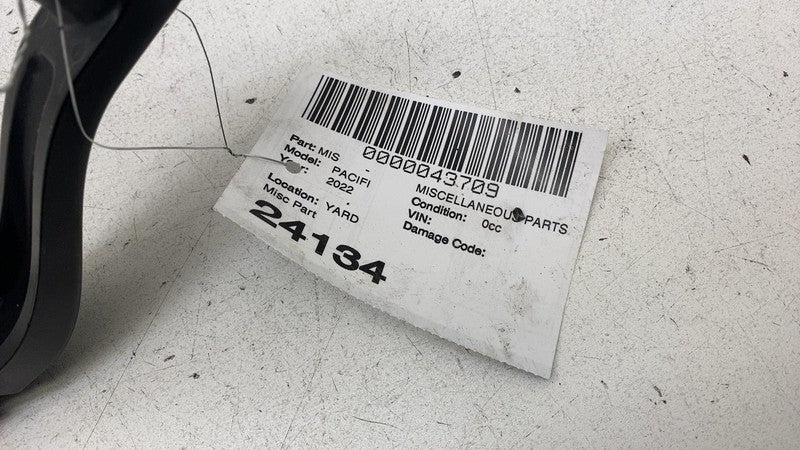 0000043709
Part: MIS - MISCELLANEOUS PARTS
Model: PACIFI Condition: 0cc
Year: 2022 VIN:
Location: YARD Damage Code:
Misc Part
24134